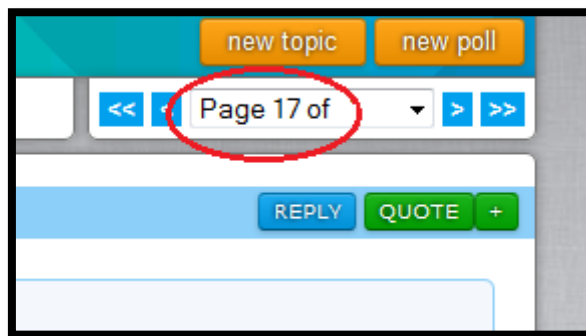 new topic new poll
<< < Page 17 of > >>
REPLY QUOTE +